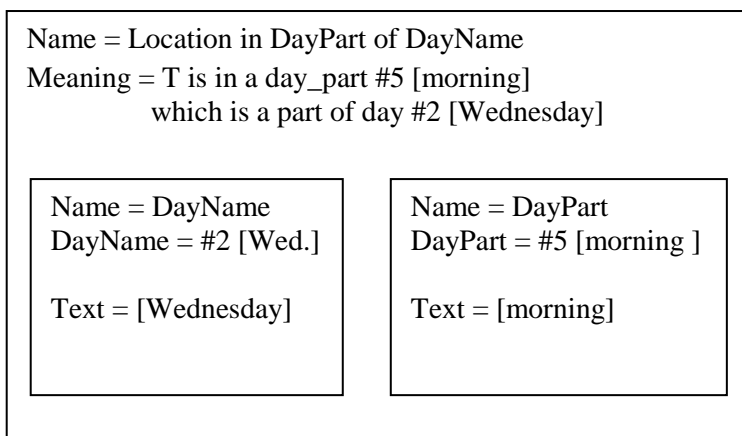 Name = Location in DayPart of DayName
Meaning = T is in a day_part #5 [morning]
which is a part of day #2 [Wednesday]
Name = DayName
DayName = #2 [Wed.]
Text = [Wednesday]
Name = DayPart
DayPart = #5 [morning ]
Text = [morning]